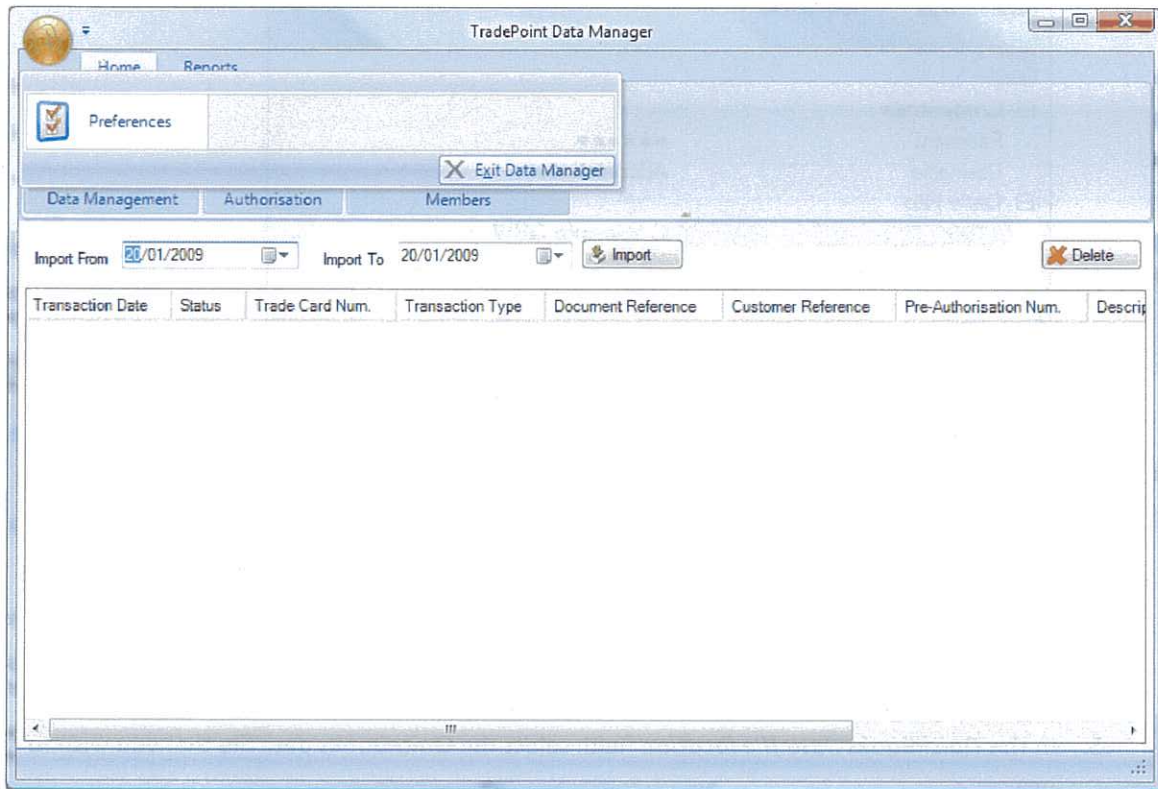 TradePoint Data Manager
Home Reports
Preferences
Exit Data Manager
Data Management Authorisation Members
Import From 20/01/2009 Import To 20/01/2009 Import Delete
Transaction Date Status Trade Card Num. Transaction Type Document Reference Customer Reference Pre-Authorisation Num. Descrip